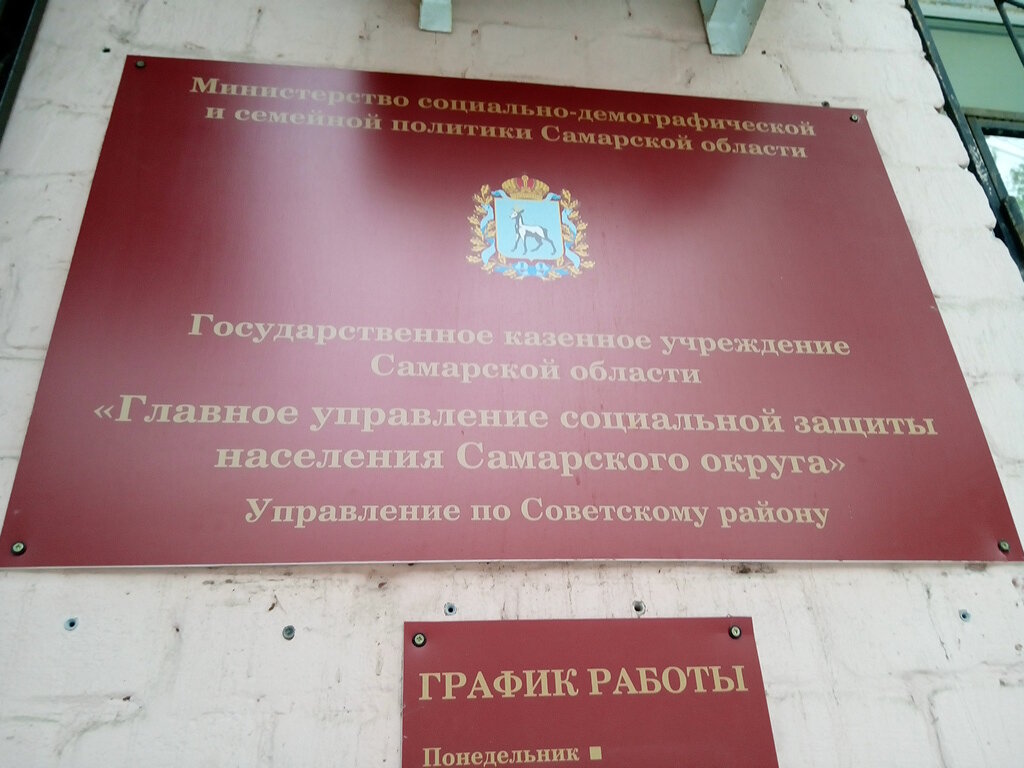 Министерство социально-демографической
и семейной политики Самарской области
Государственное казенное учреждение
Самарской области
«Главное управление социальной защиты
населения Самарского округа»
Управление по Советскому району
ГРАФИК РАБОТЫ
Понедельник